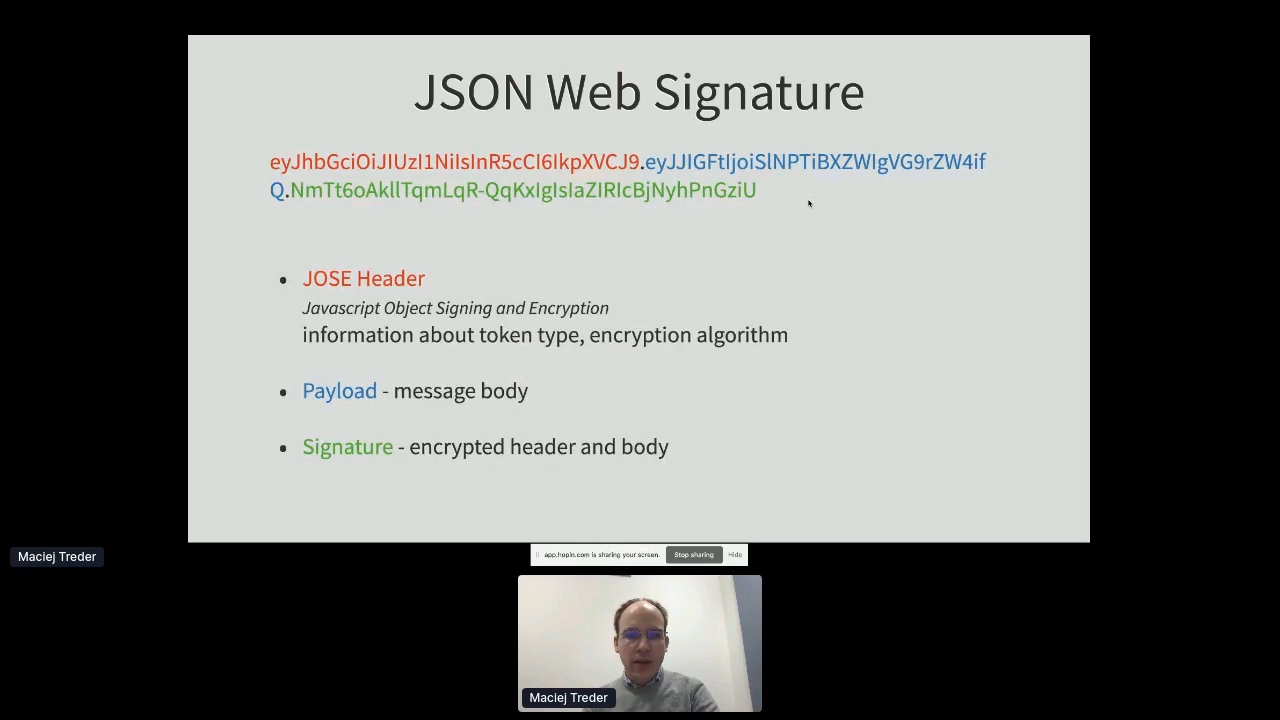 JSON Web Signature
eyJhbGciOiJIUzI1NiIsInR5cCI6IkpXVCJ9.eyJJIGFtIjoiSlNPTiBXZWIgVG9rZW4if
Q.NmTt6oAkllTqmLqR-QqKxIgIsIaZIRIcBjNyhPnGziU
• JOSE Header
Javascript Object Signing and Encryption
information about token type, encryption algorithm
• Payload - message body
• Signature - encrypted header and body
Maciej Treder
app.hopin.com is sharing your screen.
Stop sharing
Hide
Maciej Treder